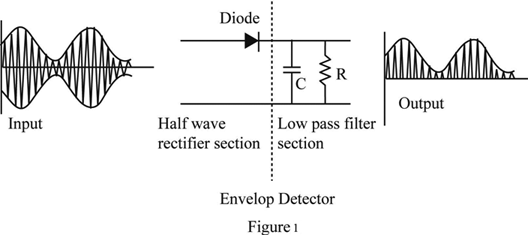 Diode
C
R
Input
Output
Half wave
rectifier section
Low pass filter
section
Envelop Detector
Figure 1